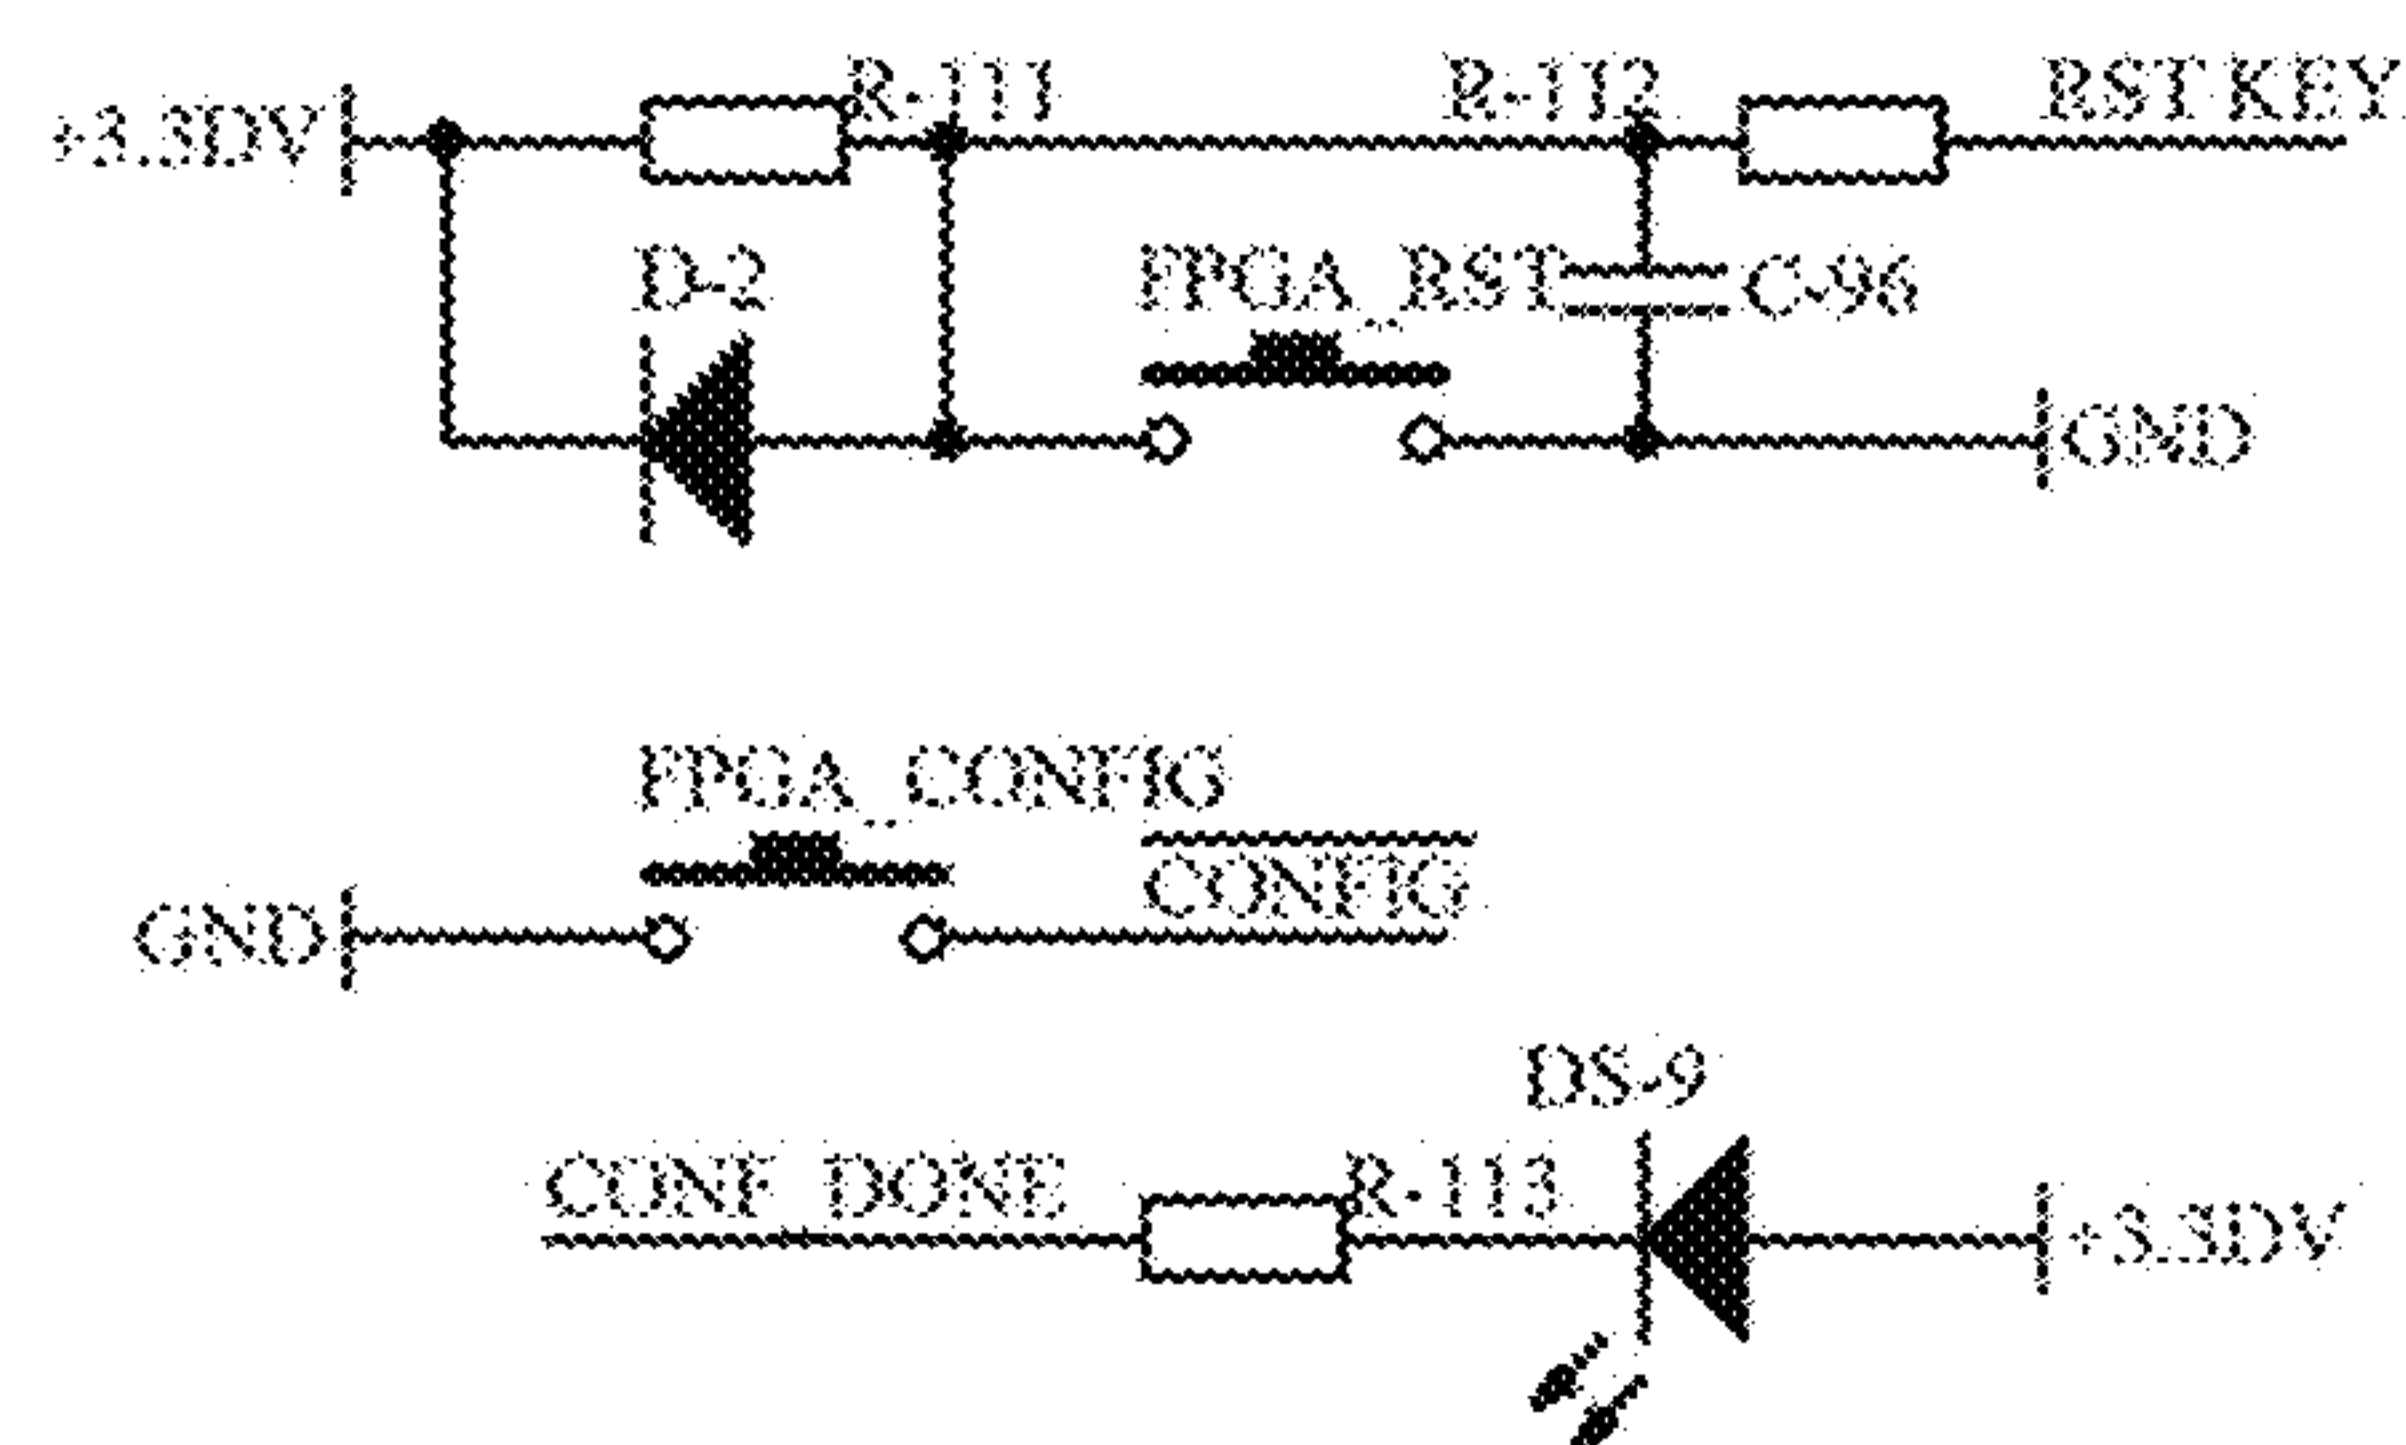 +3.3DV R-111 R-112 RST KEY
D-2 FPGA_RST C-96
GND
FPGA_CONFIG
GND CONFIG
DS-9
CONF_DONE R-113 +3.3DV